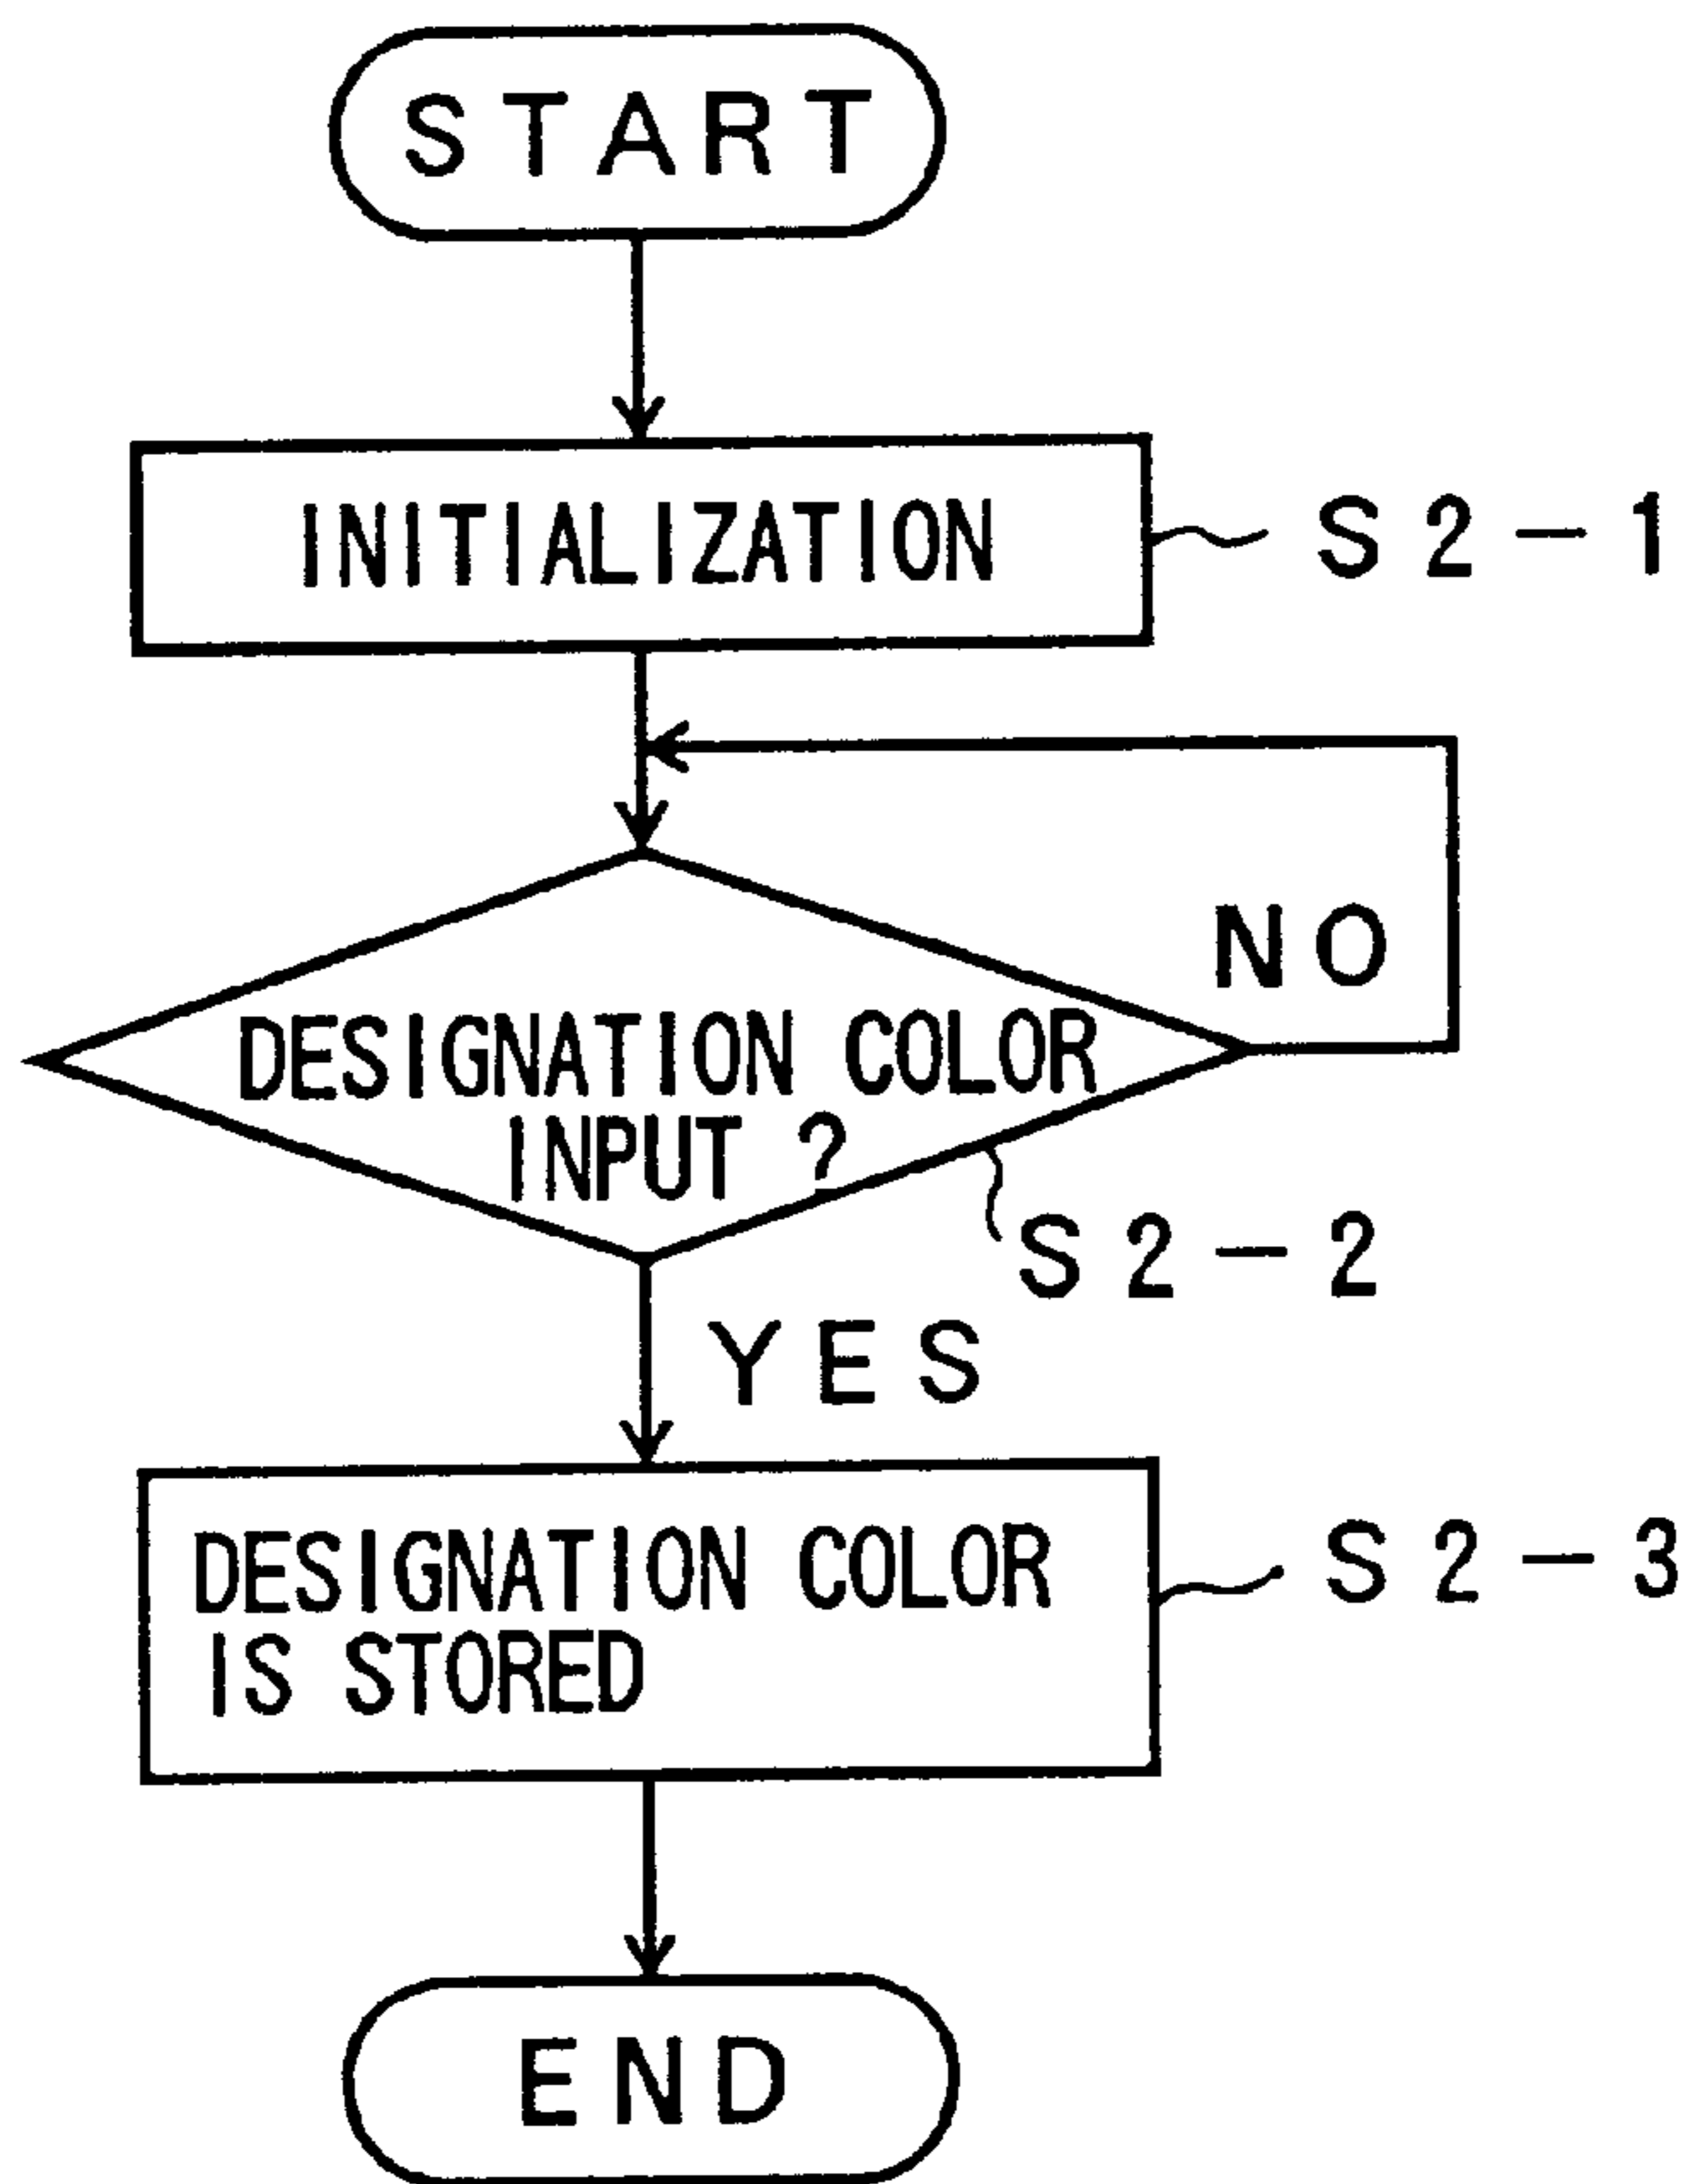 START
INITIALIZATION
S2-1
NO
DESIGNATION COLOR
INPUT ?
S2-2
YES
DESIGNATION COLOR
IS STORED
S2-3
END